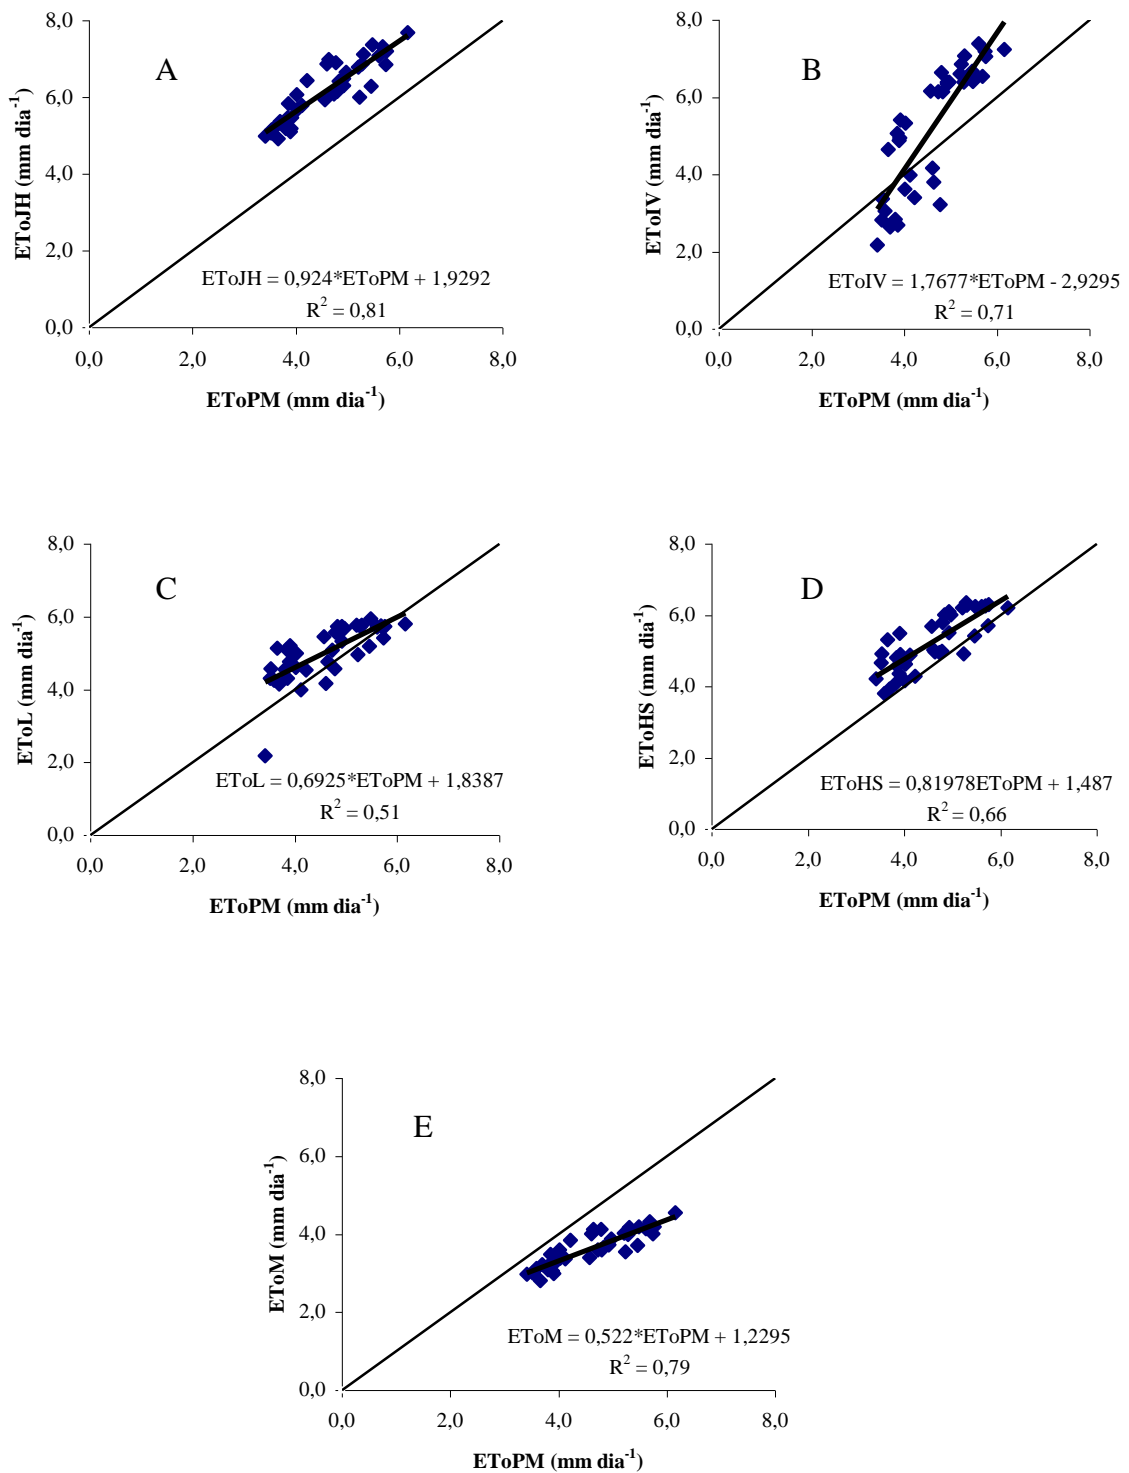 8,0
A
6,0
4,0
2,0
0,0
EToJH (mm dia-1)
EToJH = 0,924*EToPM + 1,9292
R2 = 0,81
0,0 2,0 4,0 6,0 8,0
EToPM (mm dia-1)
8,0
B
6,0
4,0
2,0
0,0
EToIV (mm dia-1)
EToIV = 1,7677*EToPM - 2,9295
R2 = 0,71
0,0 2,0 4,0 6,0 8,0
EToPM (mm dia-1)
8,0
C
6,0
4,0
2,0
0,0
EToL (mm dia-1)
EToL = 0,6925*EToPM + 1,8387
R2 = 0,51
0,0 2,0 4,0 6,0 8,0
EToPM (mm dia-1)
8,0
D
6,0
4,0
2,0
0,0
EToHS (mm dia-1)
EToHS = 0,81978EToPM + 1,487
R2 = 0,66
0,0 2,0 4,0 6,0 8,0
EToPM (mm dia-1)
8,0
E
6,0
4,0
2,0
0,0
EToM (mm dia-1)
EToM = 0,522*EToPM + 1,2295
R2 = 0,79
0,0 2,0 4,0 6,0 8,0
EToPM (mm dia-1)